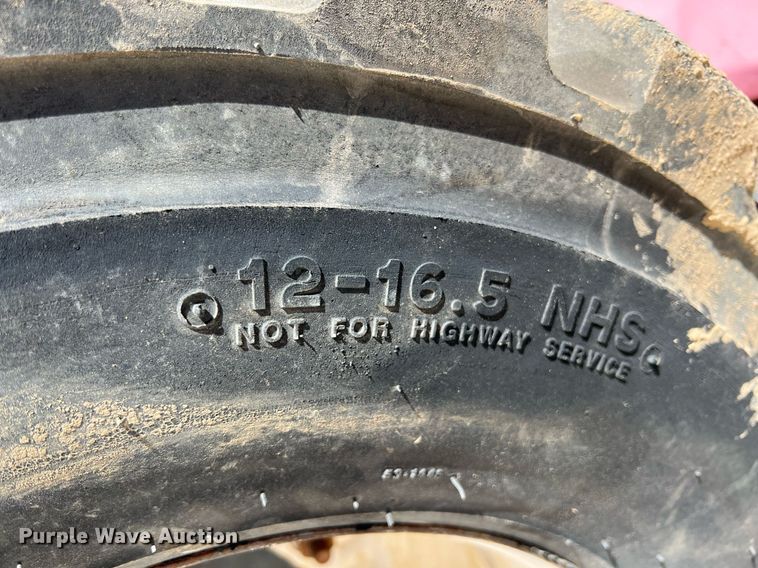 12-16.5 NHS
NOT FOR HIGHWAY SERVICE
Purple Wave Auction